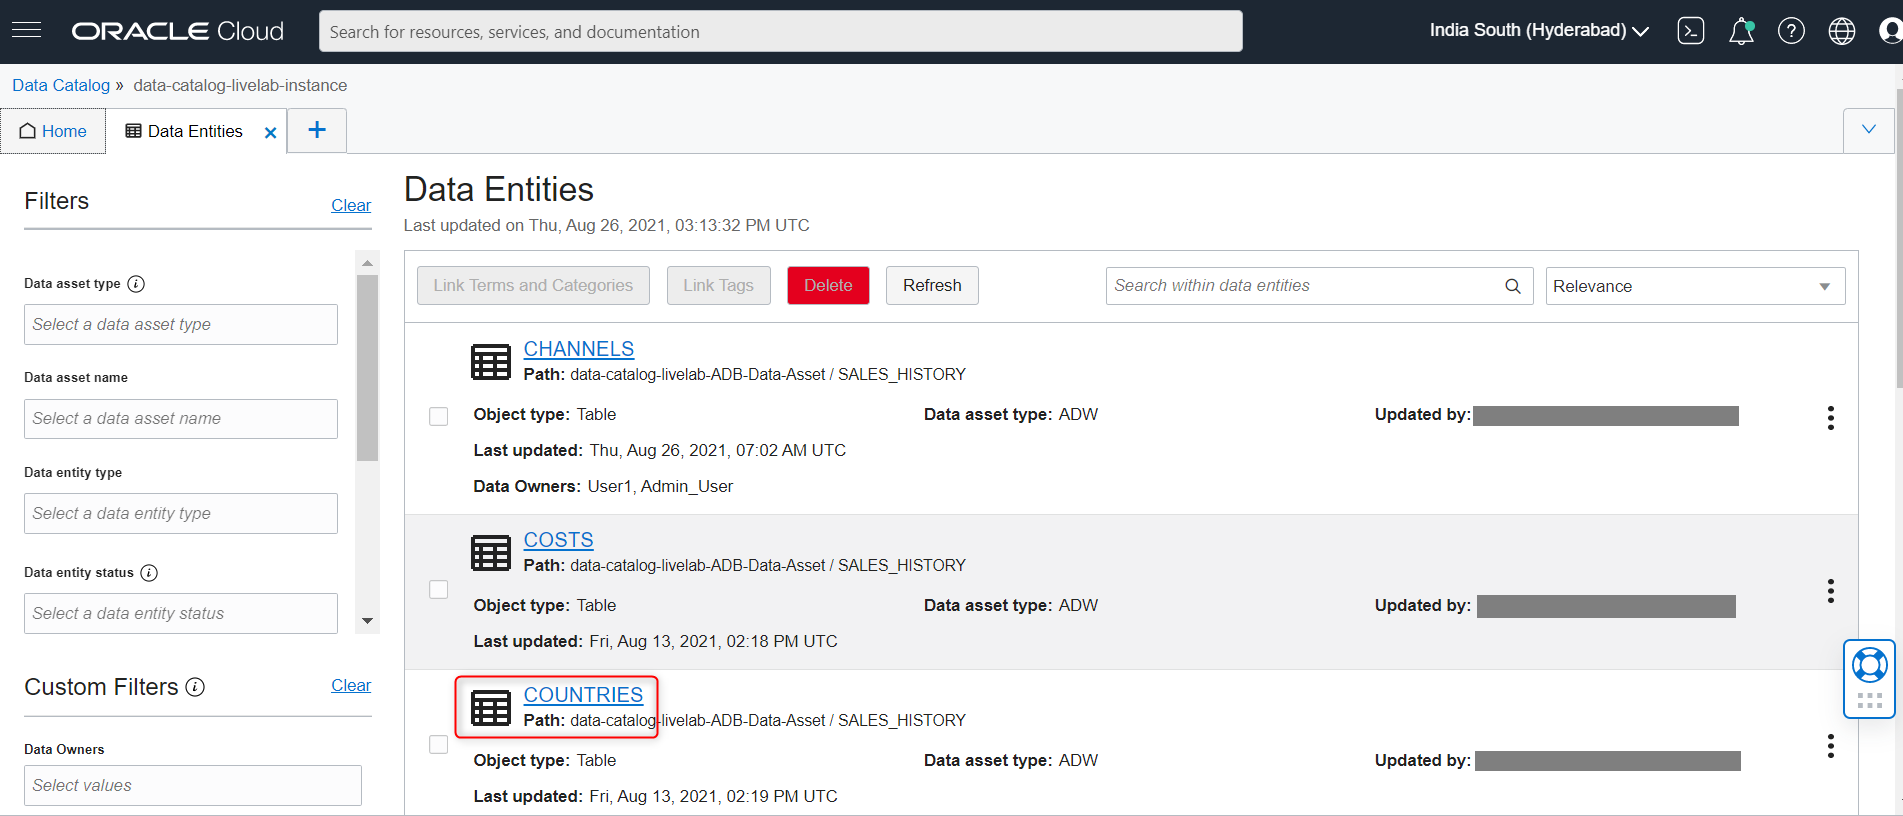 ORACLE Cloud
Search for resources, services, and documentation
India South (Hyderabad)
Data Catalog » data-catalog-livelab-instance
Home
Data Entities
Filters
Clear
Data asset type
Select a data asset type
Data asset name
Select a data asset name
Data entity type
Select a data entity type
Data entity status
Select a data entity status
Custom Filters
Clear
Data Owners
Select values
Data Entities
Last updated on Thu, Aug 26, 2021, 03:13:32 PM UTC
Link Terms and Categories
Link Tags
Delete
Refresh
Search within data entities
Relevance
CHANNELS
Path: data-catalog-livelab-ADB-Data-Asset / SALES_HISTORY
Object type: Table
Data asset type: ADW
Updated by:
Last updated: Thu, Aug 26, 2021, 07:02 AM UTC
Data Owners: User1, Admin_User
COSTS
Path: data-catalog-livelab-ADB-Data-Asset / SALES_HISTORY
Object type: Table
Data asset type: ADW
Updated by:
Last updated: Fri, Aug 13, 2021, 02:18 PM UTC
COUNTRIES
Path: data-catalog-livelab-ADB-Data-Asset / SALES_HISTORY
Object type: Table
Data asset type: ADW
Updated by:
Last updated: Fri, Aug 13, 2021, 02:19 PM UTC